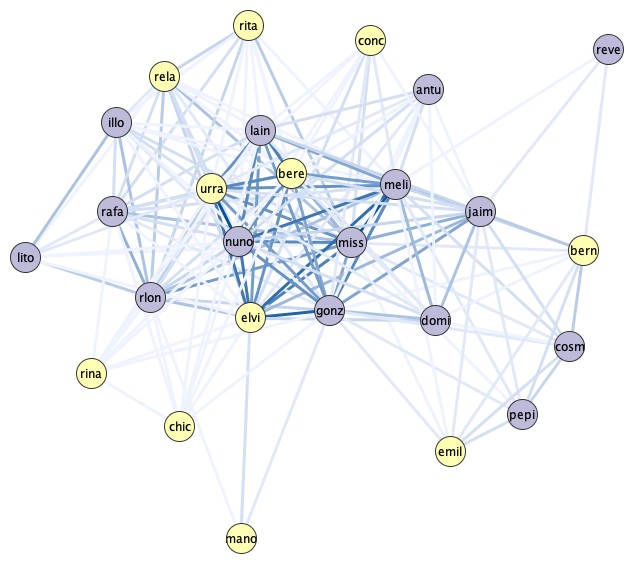 rita
conc
reve
rela
antu
illo
lain
bere
meli
urra
rafa
jaim
nuno
miss
bern
lito
rlon
gonz
elvi
domi
cosm
rina
pepi
chic
emil
mano